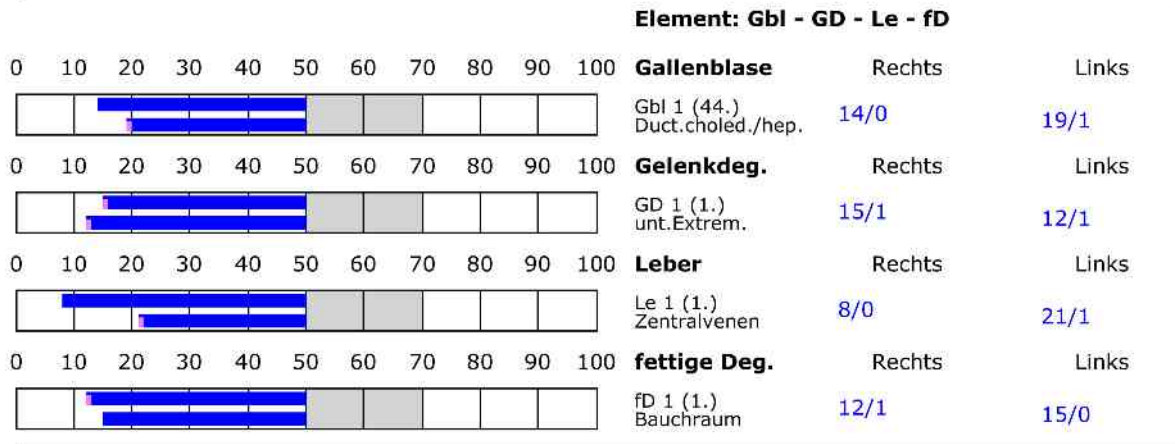 Element: Gbl - GD - Le - fD
0 10 20 30 40 50 60 70 80 90 100 Gallenblase Rechts Links
Gbl 1 (44.) 14/0 19/1
Duct.choled./hep.
0 10 20 30 40 50 60 70 80 90 100 Gelenkdeg. Rechts Links
GD 1 (1.) 15/1 12/1
unt.Extrem.
0 10 20 30 40 50 60 70 80 90 100 Leber Rechts Links
Le 1 (1.) 8/0 21/1
Zentralvenen
0 10 20 30 40 50 60 70 80 90 100 fettige Deg. Rechts Links
fD 1 (1.) 12/1 15/0
Bauchraum